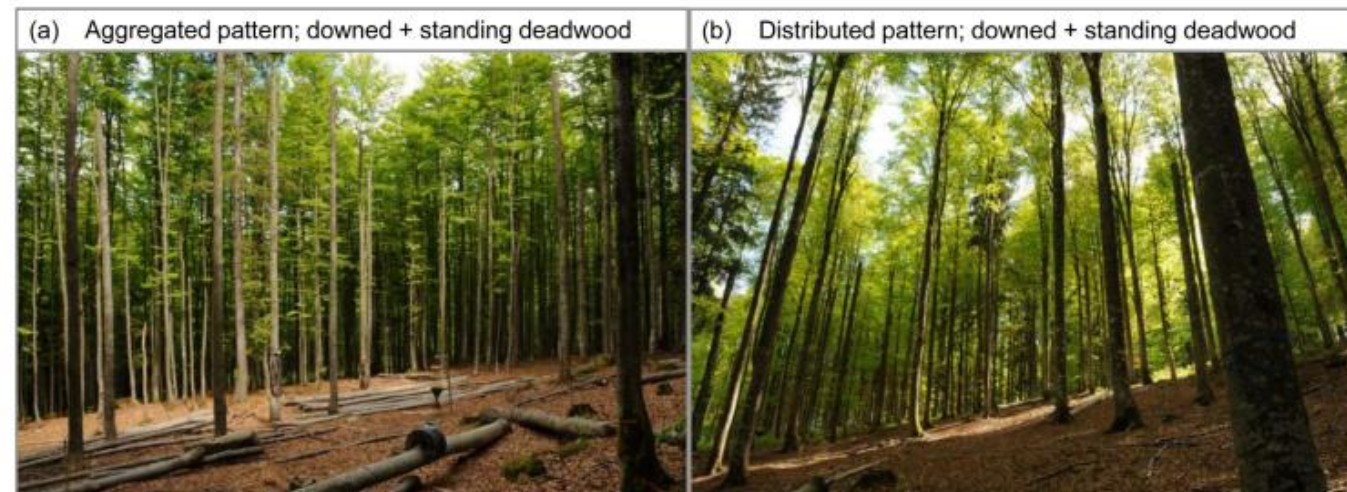 (a) Aggregated pattern; downed + standing deadwood
(b) Distributed pattern; downed + standing deadwood